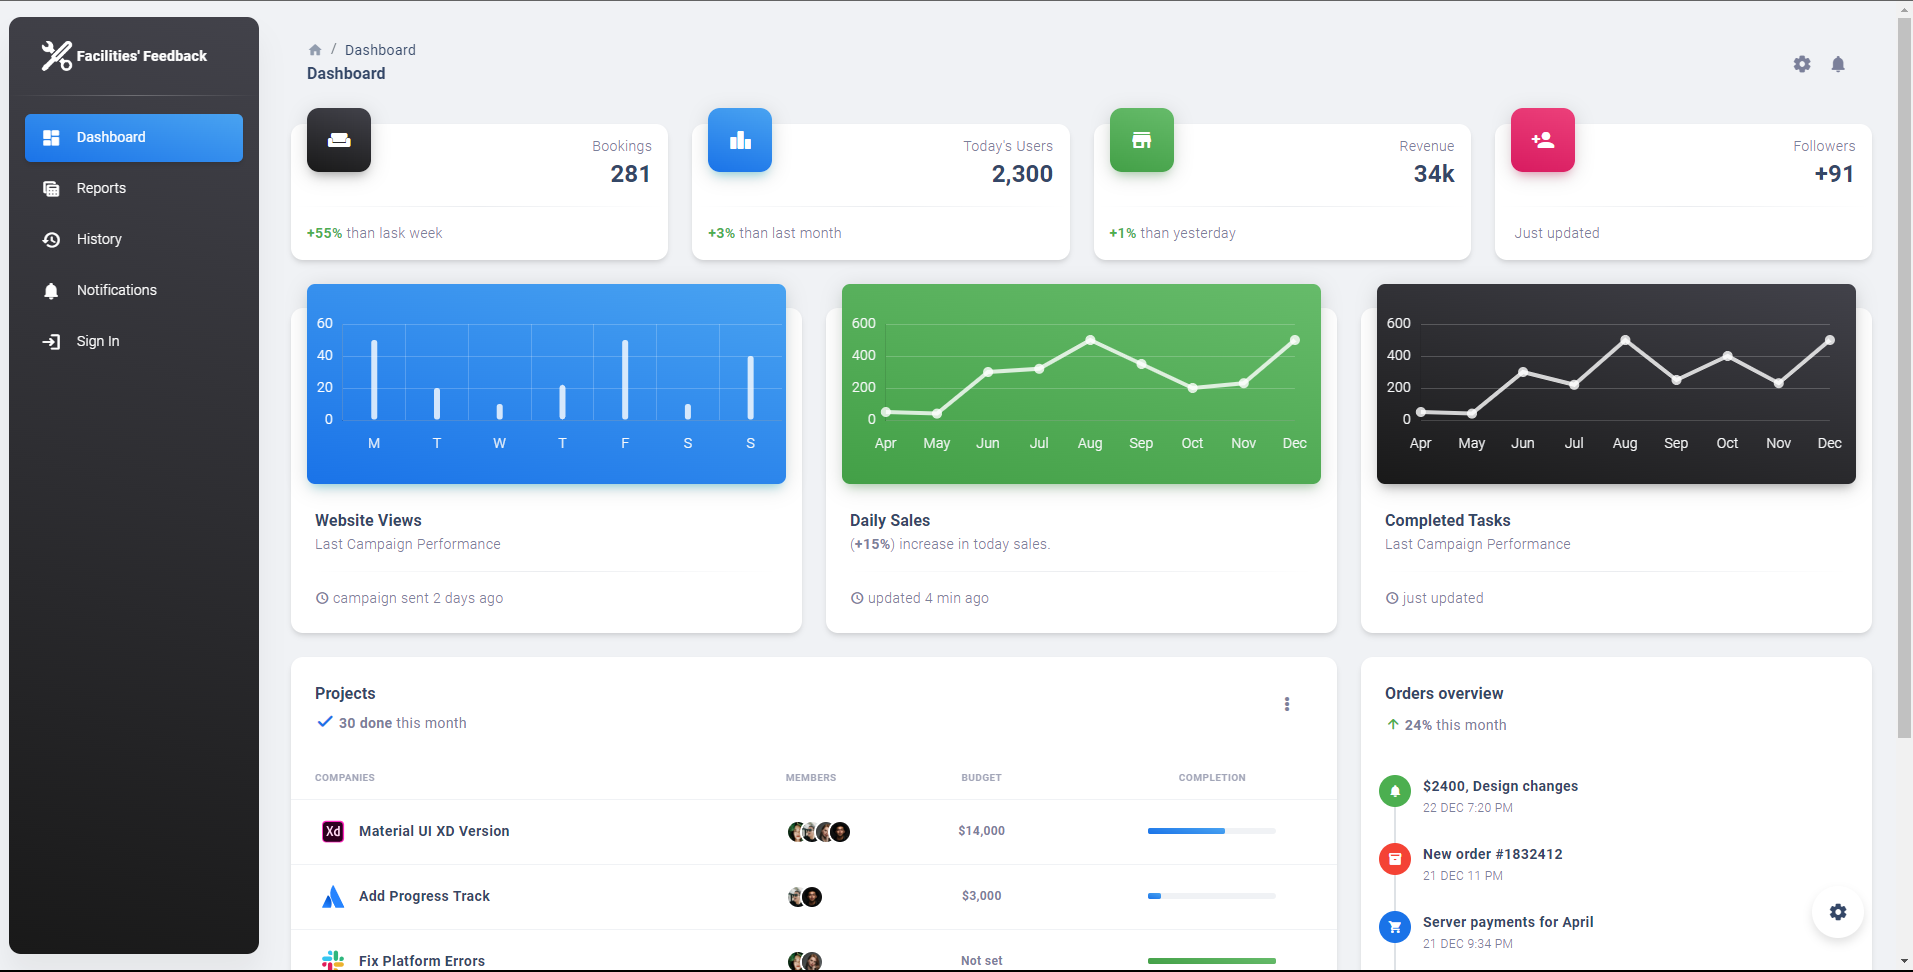 Facilities' Feedback
Dashboard
Reports
History
Notifications
Sign In
/ Dashboard
Dashboard
Bookings
281
+55% than lask week
Today's Users
2,300
+3% than last month
Revenue
34k
+1% than yesterday
Followers
+91
Just updated
60
40
20
0
M T W T F S S
Website Views
Last Campaign Performance
campaign sent 2 days ago
600
400
200
0
Apr May Jun Jul Aug Sep Oct Nov Dec
Daily Sales
(+15%) increase in today sales.
updated 4 min ago
600
400
200
0
Apr May Jun Jul Aug Sep Oct Nov Dec
Completed Tasks
Last Campaign Performance
just updated
Projects
30 done this month
COMPANIES MEMBERS BUDGET COMPLETION
Xd Material UI XD Version $14,000
Add Progress Track $3,000
Fix Platform Errors Not set
Orders overview
24% this month
$2400, Design changes
22 DEC 7:20 PM
New order #1832412
21 DEC 11 PM
Server payments for April
21 DEC 9:34 PM